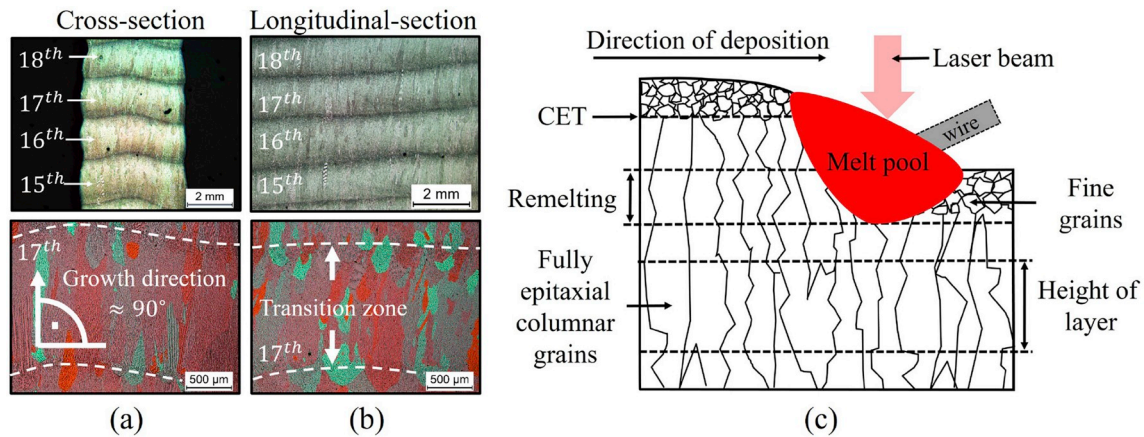 Cross-section
Longitudinal-section
18th
17th
16th
15th
2 mm
18th
17th
16th
15th
2 mm
17th
Growth direction
≈ 90°
500 µm
Transition zone
17th
500 µm
(a)
(b)
Direction of deposition
Laser beam
CET
wire
Melt pool
Remelting
Fine
grains
Fully
epitaxial
columnar
grains
Height of
layer
(c)